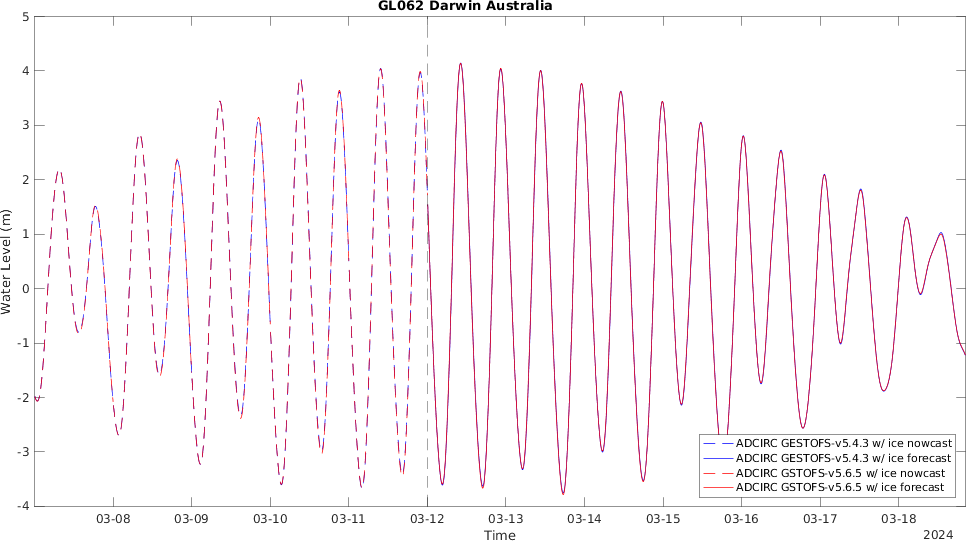 GL062 Darwin Australia
5
4
3
2
1
0
-1
-2
-3
-4
Water Level (m)
ADCIRC GESTOFS-v5.4.3 w/ ice nowcast
ADCIRC GESTOFS-v5.4.3 w/ ice forecast
ADCIRC GSTOFS-v5.6.5 w/ ice nowcast
ADCIRC GSTOFS-v5.6.5 w/ ice forecast
03-08 03-09 03-10 03-11 03-12 03-13 03-14 03-15 03-16 03-17 03-18
Time
2024